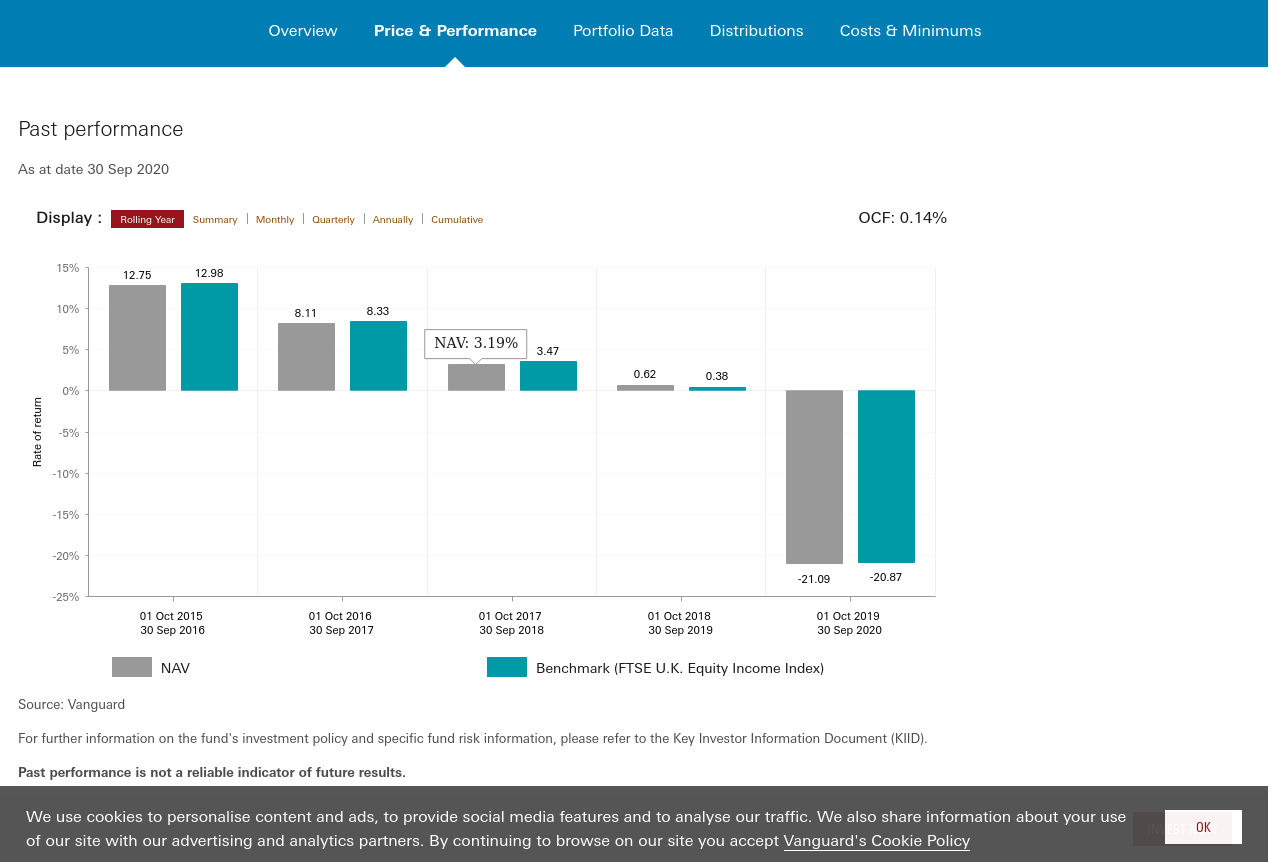 Overview Price & Performance Portfolio Data Distributions Costs & Minimums
Past performance
As at date 30 Sep 2020
Display : Rolling Year Summary Monthly Quarterly Annually Cumulative OCF: 0.14%
15%
10%
5%
0%
-5%
-10%
-15%
-20%
-25%
Rate of return
12.75 12.98
8.11 8.33
NAV: 3.19% 3.47
0.62 0.38
-21.09 -20.87
01 Oct 2015 01 Oct 2016 01 Oct 2017 01 Oct 2018 01 Oct 2019
30 Sep 2016 30 Sep 2017 30 Sep 2018 30 Sep 2019 30 Sep 2020
NAV Benchmark (FTSE U.K. Equity Income Index)
Source: Vanguard
For further information on the fund's investment policy and specific fund risk information, please refer to the Key Investor Information Document (KIID).
Past performance is not a reliable indicator of future results.
We use cookies to personalise content and ads, to provide social media features and to analyse our traffic. We also share information about your use
of our site with our advertising and analytics partners. By continuing to browse on our site you accept Vanguard's Cookie Policy
OK